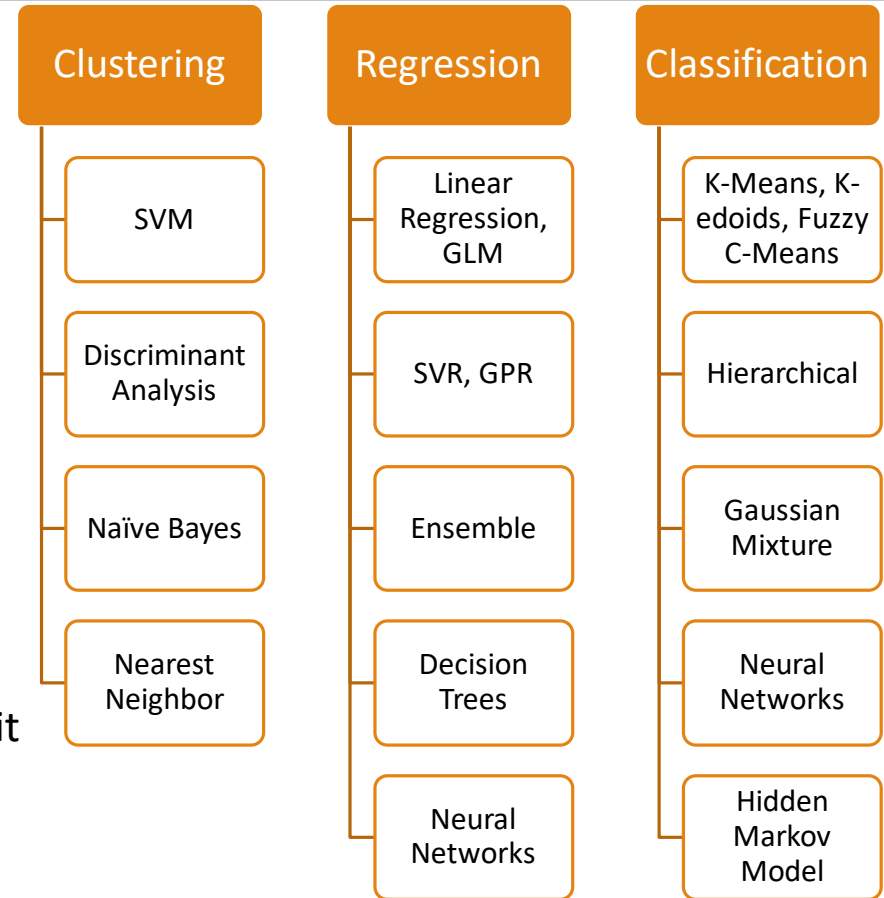 Clustering
SVM
Discriminant
Analysis
Naïve Bayes
Nearest
Neighbor
it
Regression
Linear
Regression,
GLM
SVR, GPR
Ensemble
Decision
Trees
Neural
Networks
Classification
K-Means, K-
edoids, Fuzzy
C-Means
Hierarchical
Gaussian
Mixture
Neural
Networks
Hidden
Markov
Model